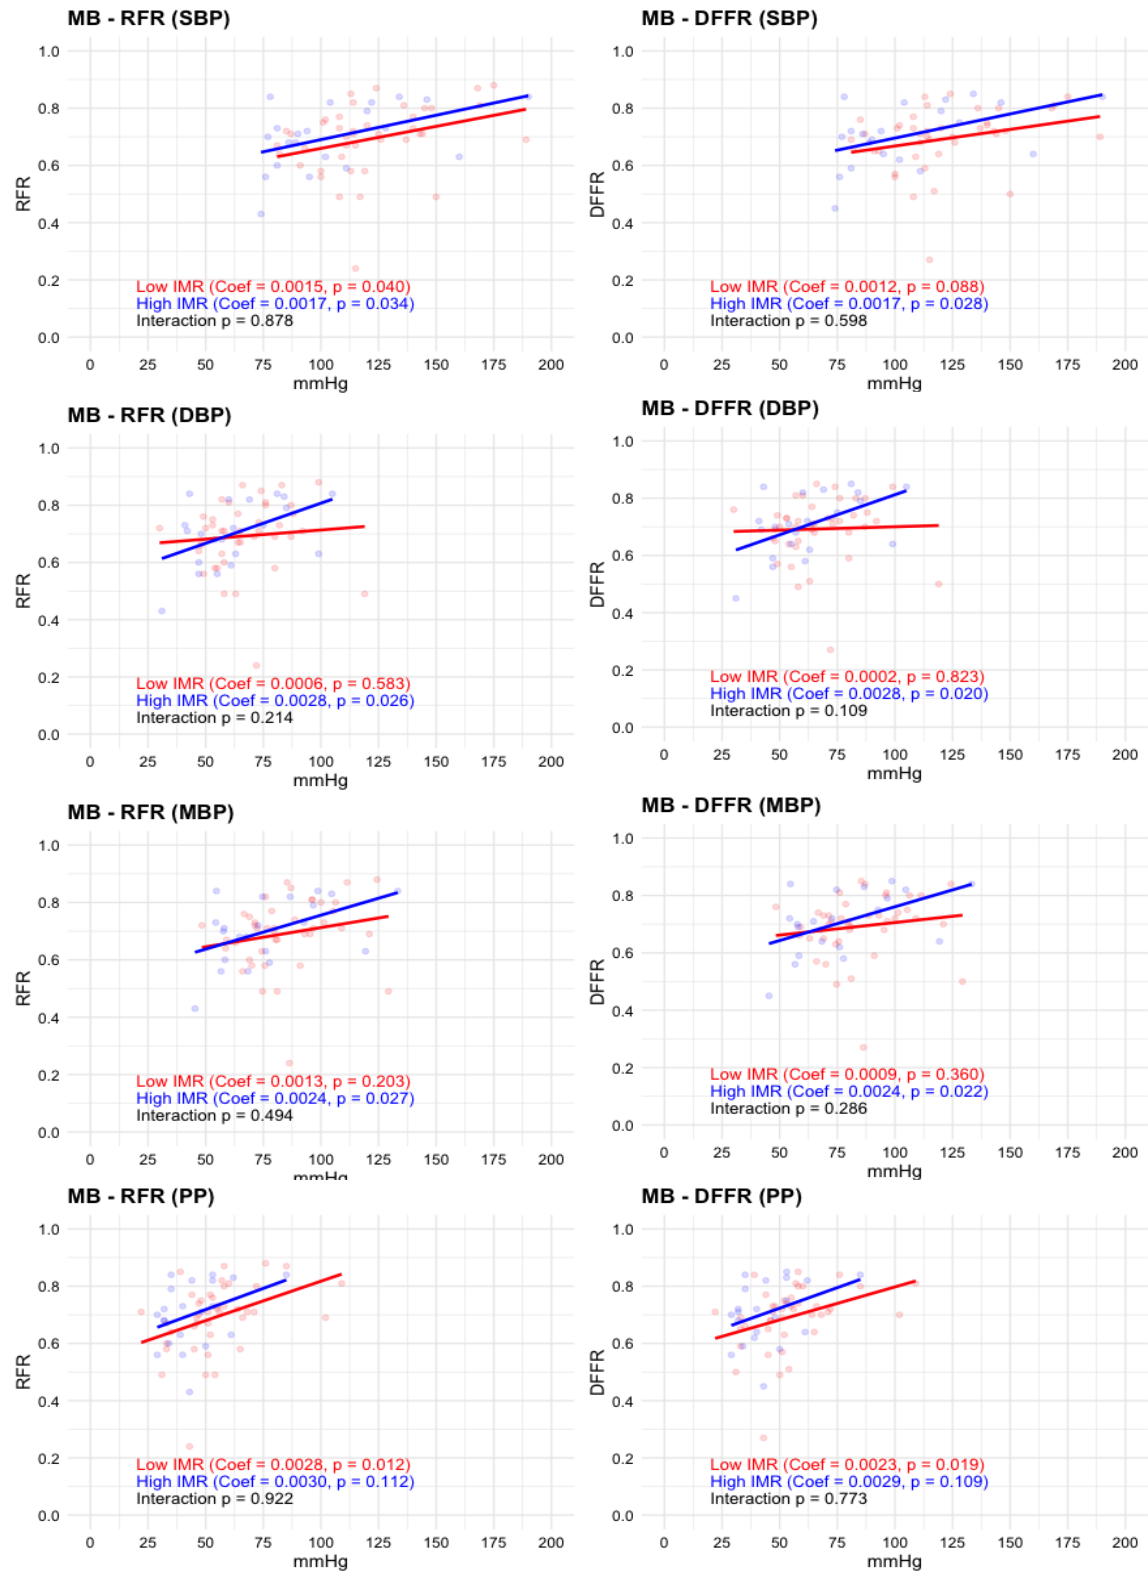 MB - RFR (SBP)
1.0
0.8
0.6
0.4
0.2
0.0
RFR
Low IMR (Coef = 0.0015, p = 0.040)
High IMR (Coef = 0.0017, p = 0.034)
Interaction p = 0.878
0 25 50 75 100 125 150 175 200
mmHg
MB - DFFR (SBP)
1.0
0.8
0.6
0.4
0.2
0.0
DFFR
Low IMR (Coef = 0.0012, p = 0.088)
High IMR (Coef = 0.0017, p = 0.028)
Interaction p = 0.598
0 25 50 75 100 125 150 175 200
mmHg
MB - RFR (DBP)
1.0
0.8
0.6
0.4
0.2
0.0
RFR
Low IMR (Coef = 0.0006, p = 0.583)
High IMR (Coef = 0.0028, p = 0.026)
Interaction p = 0.214
0 25 50 75 100 125 150 175 200
mmHg
MB - DFFR (DBP)
1.0
0.8
0.6
0.4
0.2
0.0
DFFR
Low IMR (Coef = 0.0002, p = 0.823)
High IMR (Coef = 0.0028, p = 0.020)
Interaction p = 0.109
0 25 50 75 100 125 150 175 200
mmHg
MB - RFR (MBP)
1.0
0.8
0.6
0.4
0.2
0.0
RFR
Low IMR (Coef = 0.0013, p = 0.203)
High IMR (Coef = 0.0024, p = 0.027)
Interaction p = 0.494
0 25 50 75 100 125 150 175 200
mmHg
MB - DFFR (MBP)
1.0
0.8
0.6
0.4
0.2
0.0
DFFR
Low IMR (Coef = 0.0009, p = 0.360)
High IMR (Coef = 0.0024, p = 0.022)
Interaction p = 0.286
0 25 50 75 100 125 150 175 200
mmHg
MB - RFR (PP)
1.0
0.8
0.6
0.4
0.2
0.0
RFR
Low IMR (Coef = 0.0028, p = 0.012)
High IMR (Coef = 0.0030, p = 0.112)
Interaction p = 0.922
0 25 50 75 100 125 150 175 200
mmHg
MB - DFFR (PP)
1.0
0.8
0.6
0.4
0.2
0.0
DFFR
Low IMR (Coef = 0.0023, p = 0.019)
High IMR (Coef = 0.0029, p = 0.109)
Interaction p = 0.773
0 25 50 75 100 125 150 175 200
mmHg